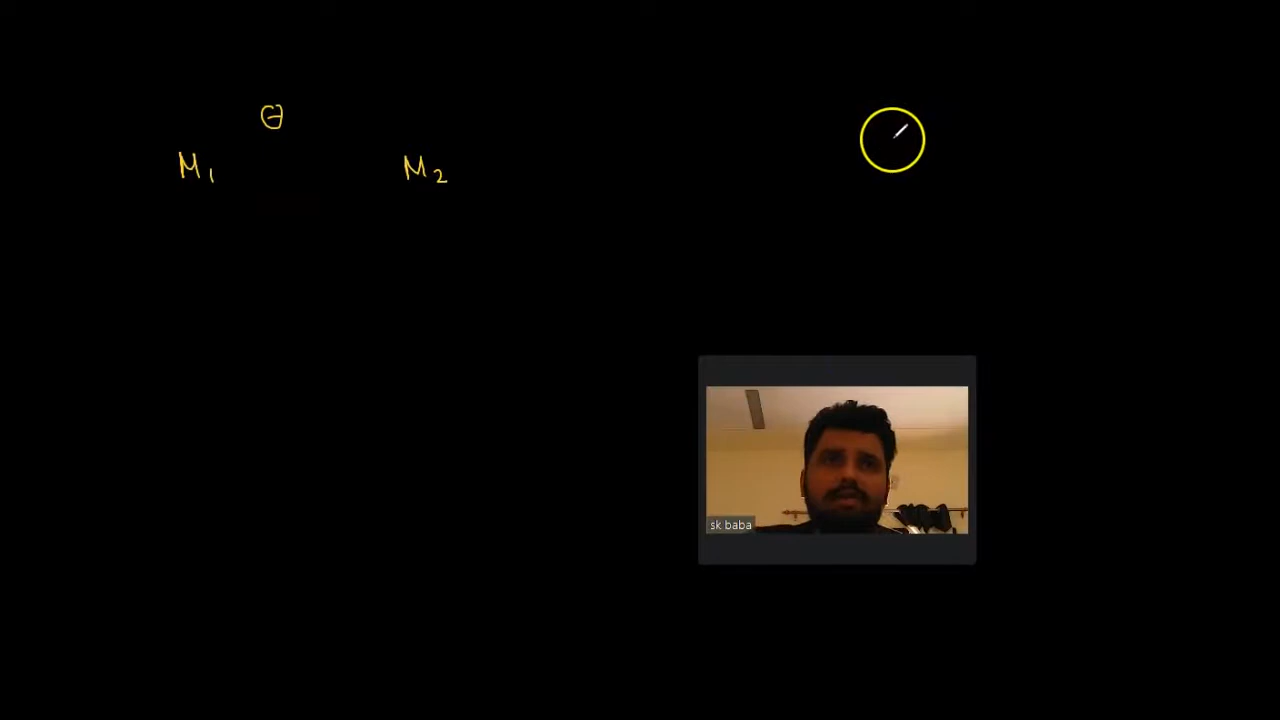 Θ
M₁ M₂
sk baba